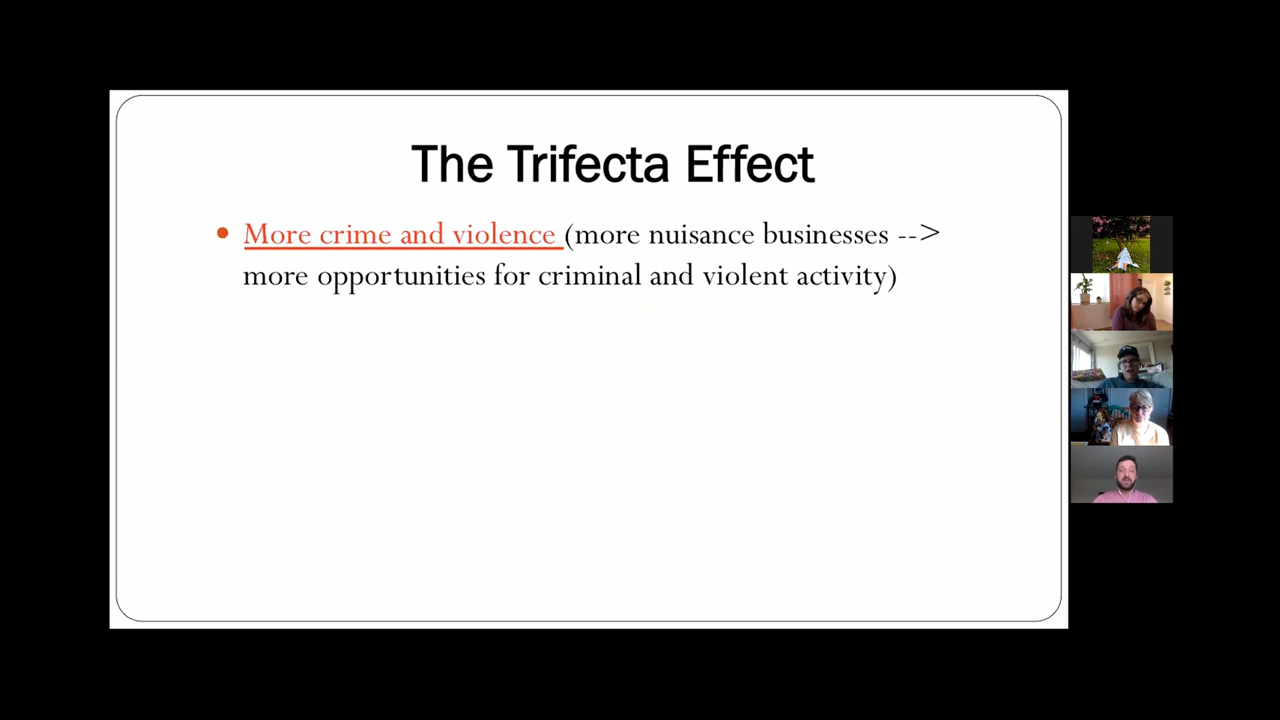 The Trifecta Effect
• More crime and violence (more nuisance businesses -->
more opportunities for criminal and violent activity)